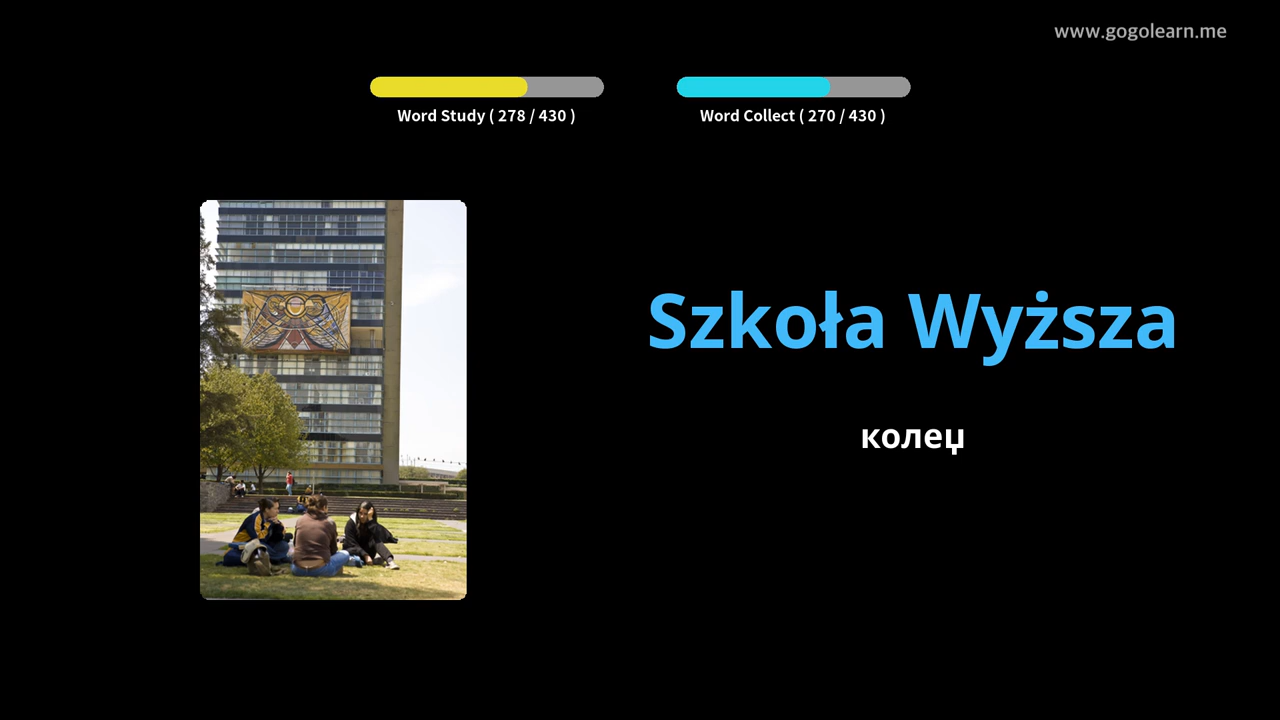 www.gogolearn.me
Word Study ( 278 / 430 )
Word Collect ( 270 / 430 )
Szkoła Wyższa
колеџ